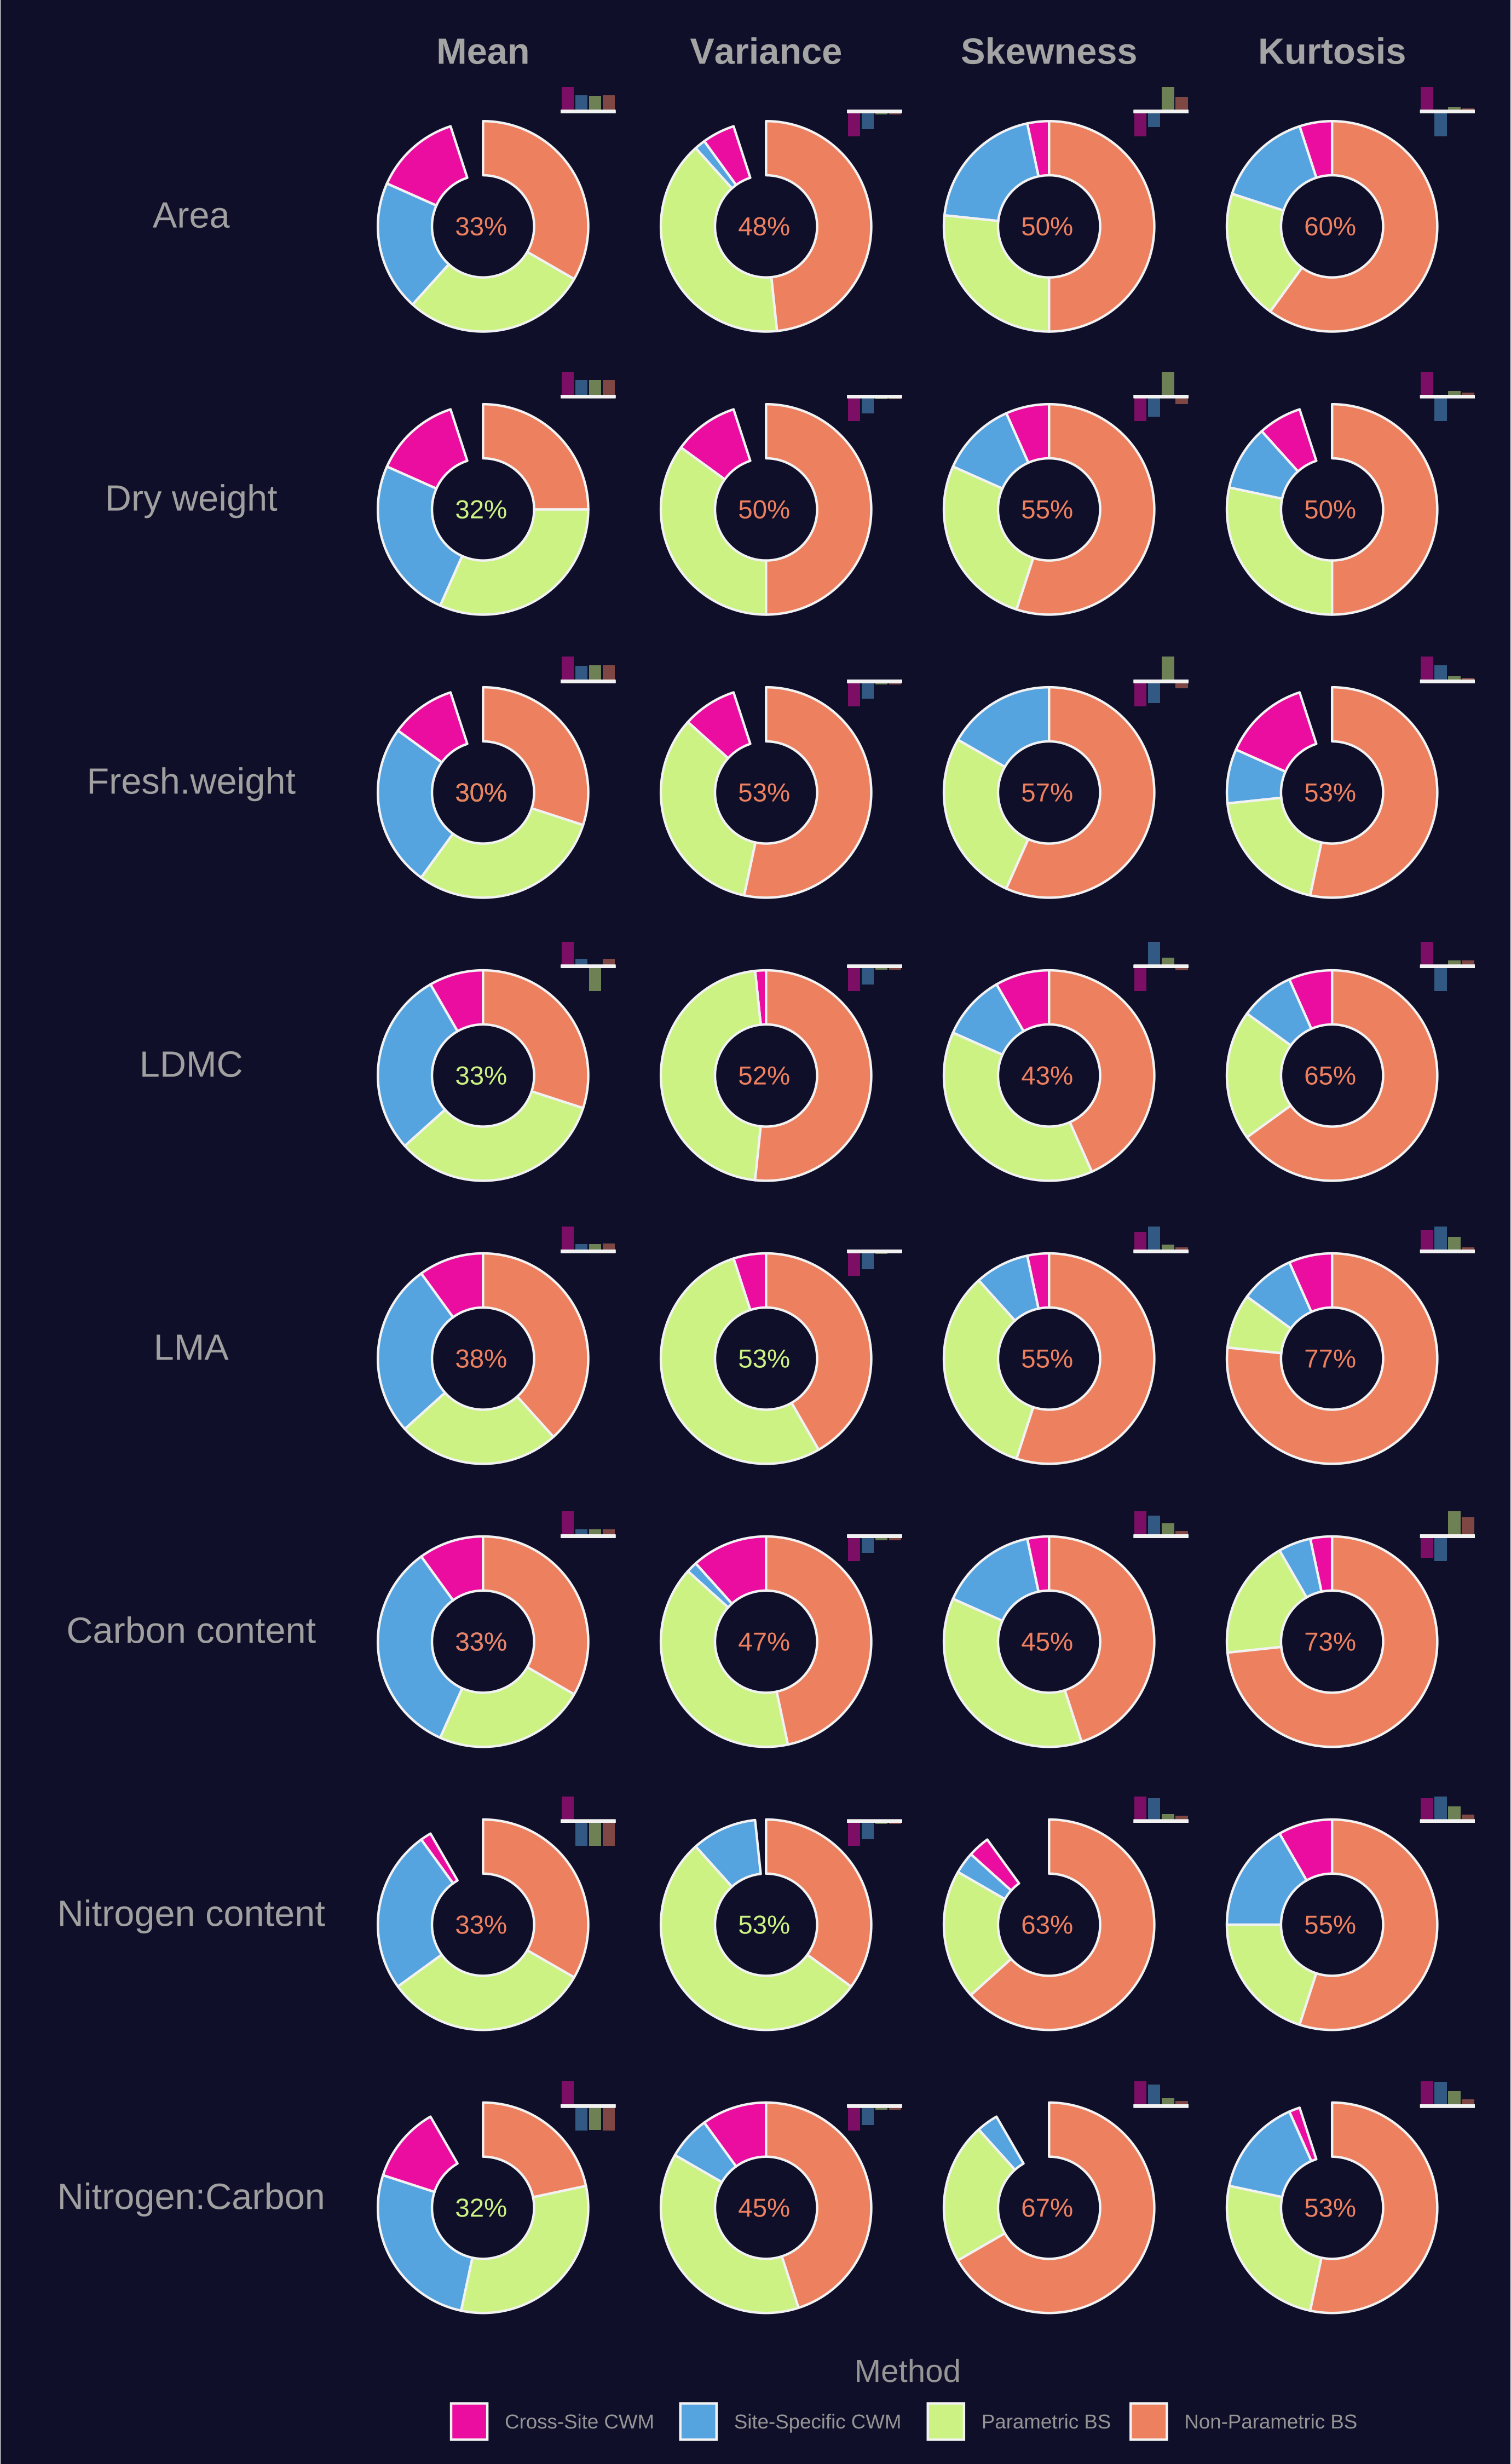 Mean Variance Skewness Kurtosis
Area 33% 48% 50% 60%
Dry weight 32% 50% 55% 50%
Fresh.weight 30% 53% 57% 53%
LDMC 33% 52% 43% 65%
LMA 38% 53% 55% 77%
Carbon content 33% 47% 45% 73%
Nitrogen content 33% 53% 63% 55%
Nitrogen:Carbon 32% 45% 67% 53%
Method
Cross-Site CWM Site-Specific CWM Parametric BS Non-Parametric BS